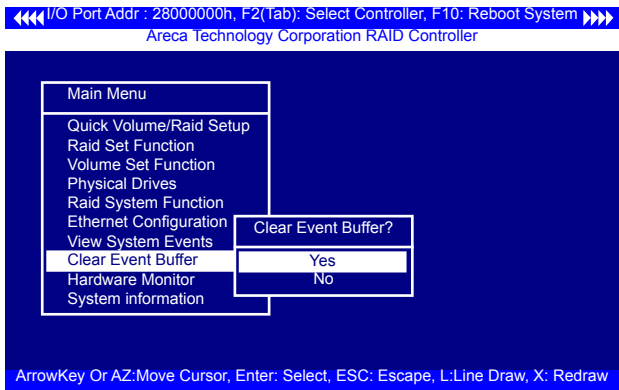 I/O Port Addr : 28000000h, F2(Tab): Select Controller, F10: Reboot System
Areca Technology Corporation RAID Controller
Main Menu
Quick Volume/Raid Setup
Raid Set Function
Volume Set Function
Physical Drives
Raid System Function
Ethernet Configuration
View System Events
Clear Event Buffer
Hardware Monitor
System information
Clear Event Buffer?
Yes
No
ArrowKey Or AZ:Move Cursor, Enter: Select, ESC: Escape, L:Line Draw, X: Redraw